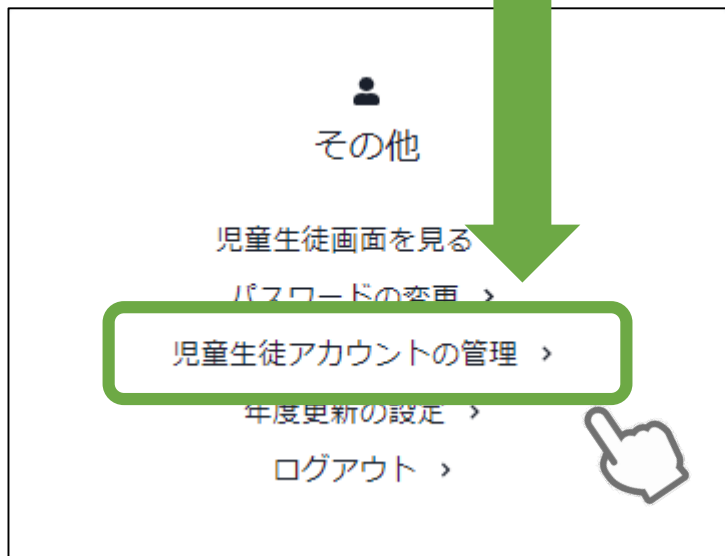 その他
児童生徒画面を見る
パスワードの変更 >
児童生徒アカウントの管理 >
年度更新の設定 >
ログアウト >